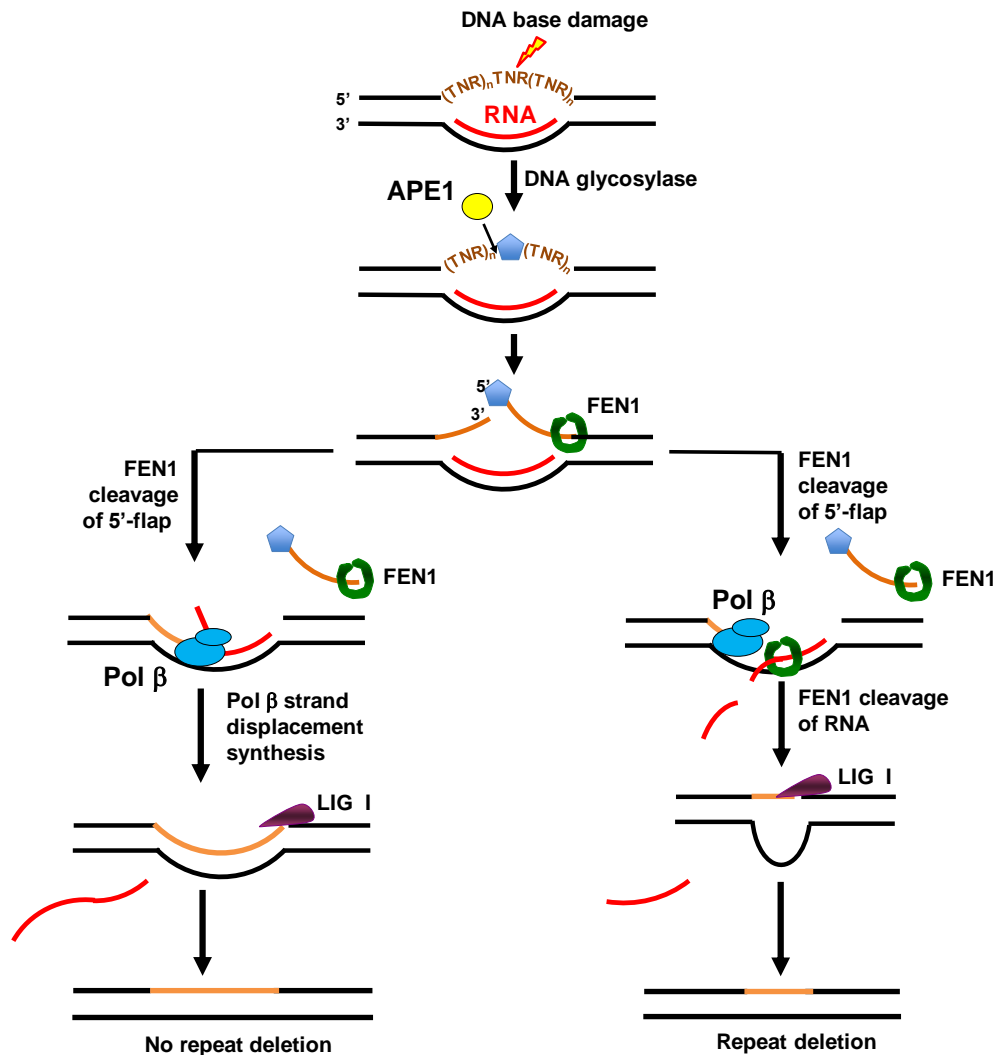 DNA base damage
(TNR)nTNR(TNR)n
5’
RNA
3’
DNA glycosylase
APE1
(TNR)n (TNR)n
5’
3’
FEN1
FEN1
cleavage
of 5’-flap
FEN1
cleavage
of 5’-flap
FEN1
FEN1
Pol β
Pol β
Pol β strand
displacement
synthesis
FEN1 cleavage
of RNA
LIG I
LIG I
No repeat deletion
Repeat deletion